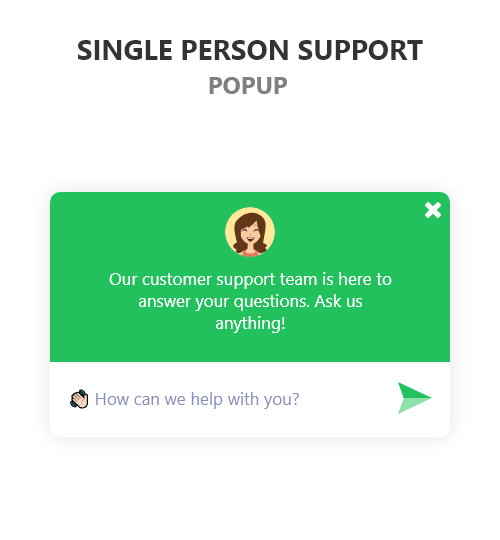 SINGLE PERSON SUPPORT
POPUP
Our customer support team is here to
answer your questions. Ask us
anything!
👋🏻 How can we help with you?